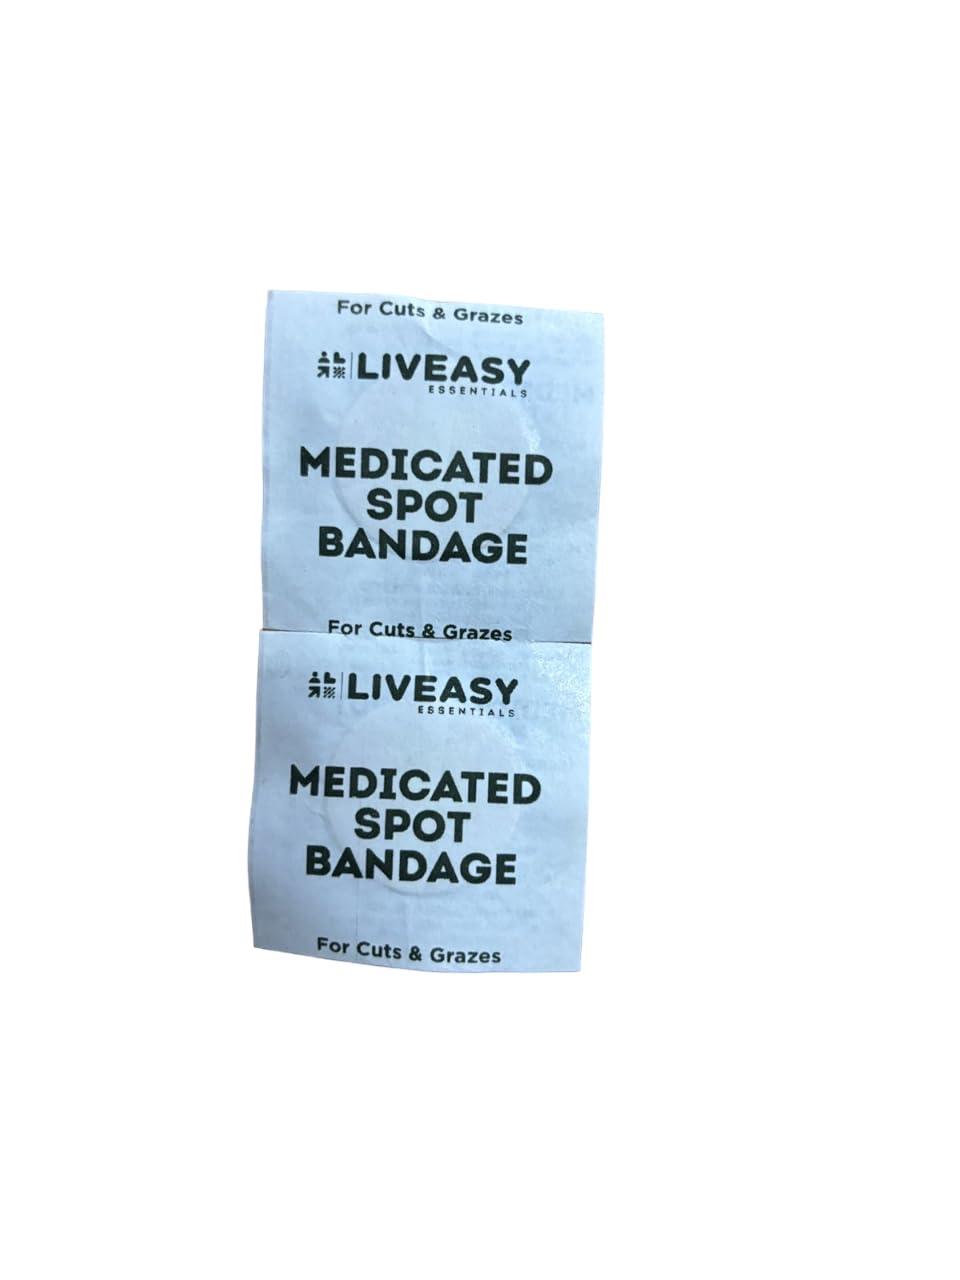 For Cuts & Grazes
LIVEASY
ESSENTIALS
MEDICATED
SPOT
BANDAGE
For Cuts & Grazes
LIVEASY
ESSENTIALS
MEDICATED
SPOT
BANDAGE
For Cuts & Grazes